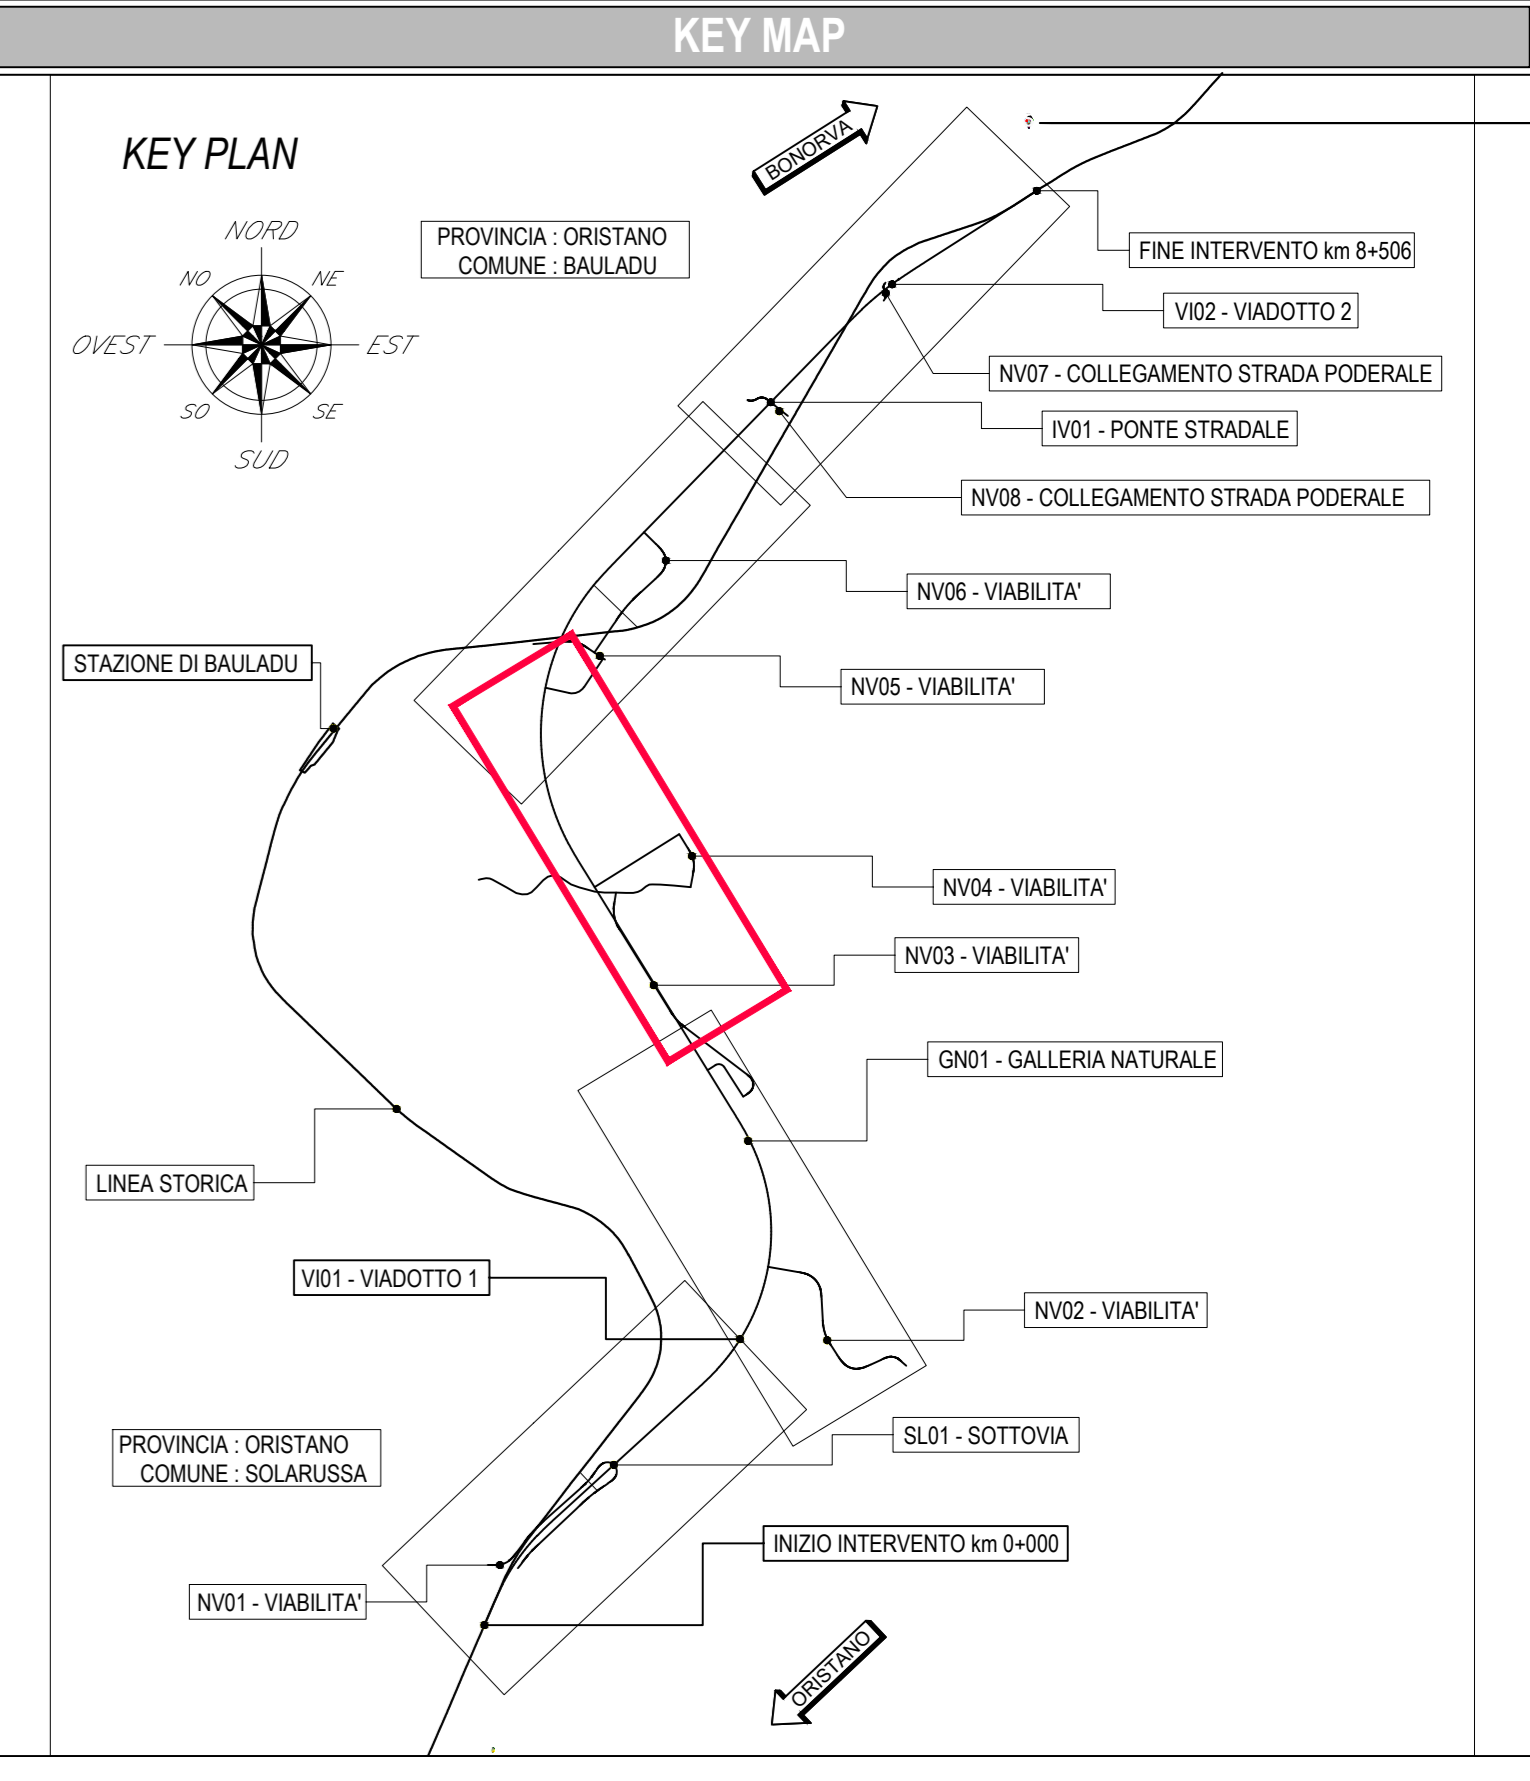 KEY MAP
KEY PLAN
BONORVA
NORD
NO
NE
OVEST
EST
SO
SE
SUD
PROVINCIA : ORISTANO
COMUNE : BAULADU
FINE INTERVENTO km 8+506
VI02 - VIADOTTO 2
NV07 - COLLEGAMENTO STRADA PODERALE
IV01 - PONTE STRADALE
NV08 - COLLEGAMENTO STRADA PODERALE
NV06 - VIABILITA'
STAZIONE DI BAULADU
NV05 - VIABILITA'
NV04 - VIABILITA'
NV03 - VIABILITA'
GN01 - GALLERIA NATURALE
LINEA STORICA
VI01 - VIADOTTO 1
NV02 - VIABILITA'
PROVINCIA : ORISTANO
COMUNE : SOLARUSSA
SL01 - SOTTOVIA
INIZIO INTERVENTO km 0+000
NV01 - VIABILITA'
ORISTANO